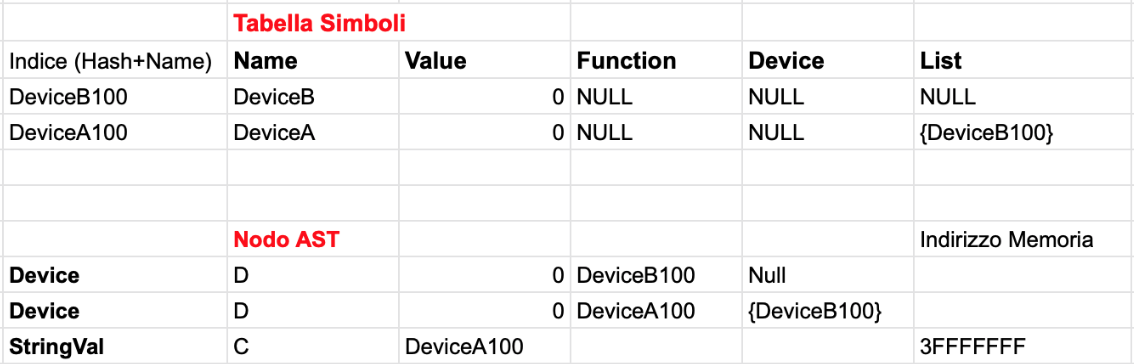 Tabella Simboli
Indice (Hash+Name) Name Value Function Device List
DeviceB100 DeviceB 0 NULL NULL NULL
DeviceA100 DeviceA 0 NULL NULL {DeviceB100}
Nodo AST Indirizzo Memoria
Device D 0 DeviceB100 Null
Device D 0 DeviceA100 {DeviceB100}
StringVal C DeviceA100 3FFFFFFF